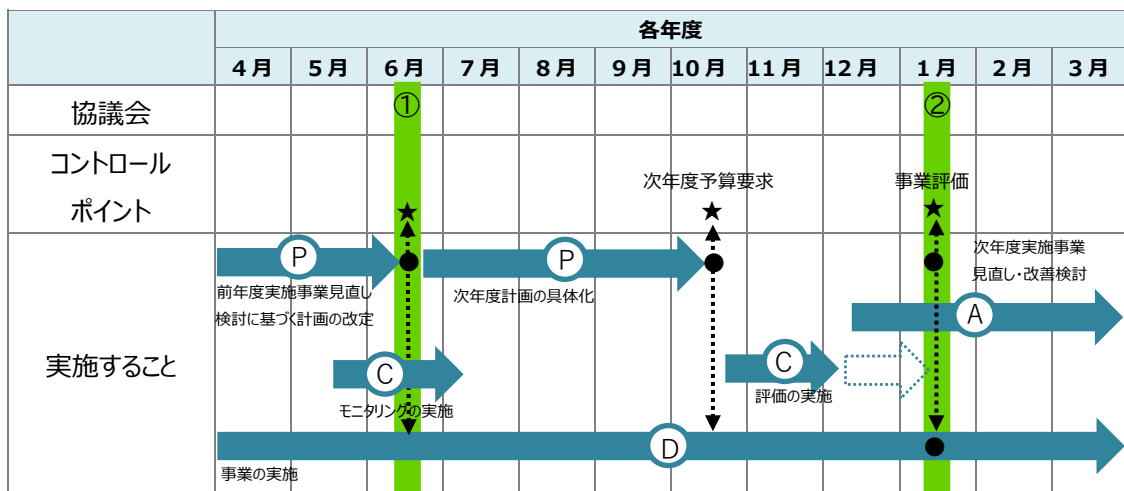 各年度
4月 5月 6月 7月 8月 9月 10月 11月 12月 1月 2月 3月
協議会
① ②
コントロール
ポイント
次年度予算要求
事業評価
★ ★ ★
実施すること
P
前年度実施事業見直し
検討に基づく計画の改定
P
次年度計画の具体化
次年度実施事業
見直し・改善検討
A
C
モニタリングの実施
C
評価の実施
D
事業の実施